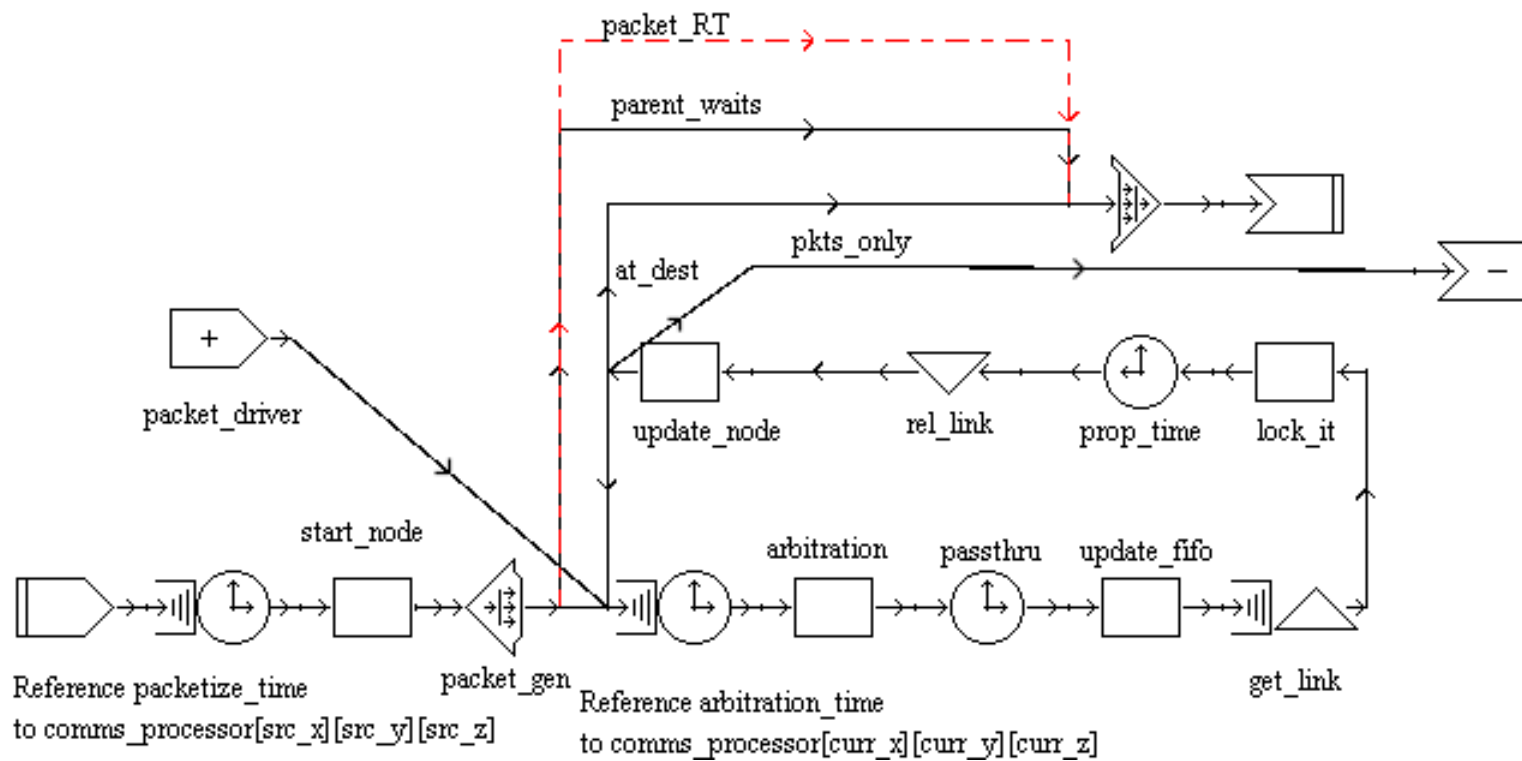 packet_RT
parent_waits
pkts_only
at_dest
+
−
packet_driver
update_node
rel_link
prop_time
lock_it
start_node
arbitration
passthru
update_fifo
packet_gen
get_link
Reference packetize_time
to comms_processor[src_x][src_y][src_z]
Reference arbitration_time
to comms_processor[curr_x][curr_y][curr_z]